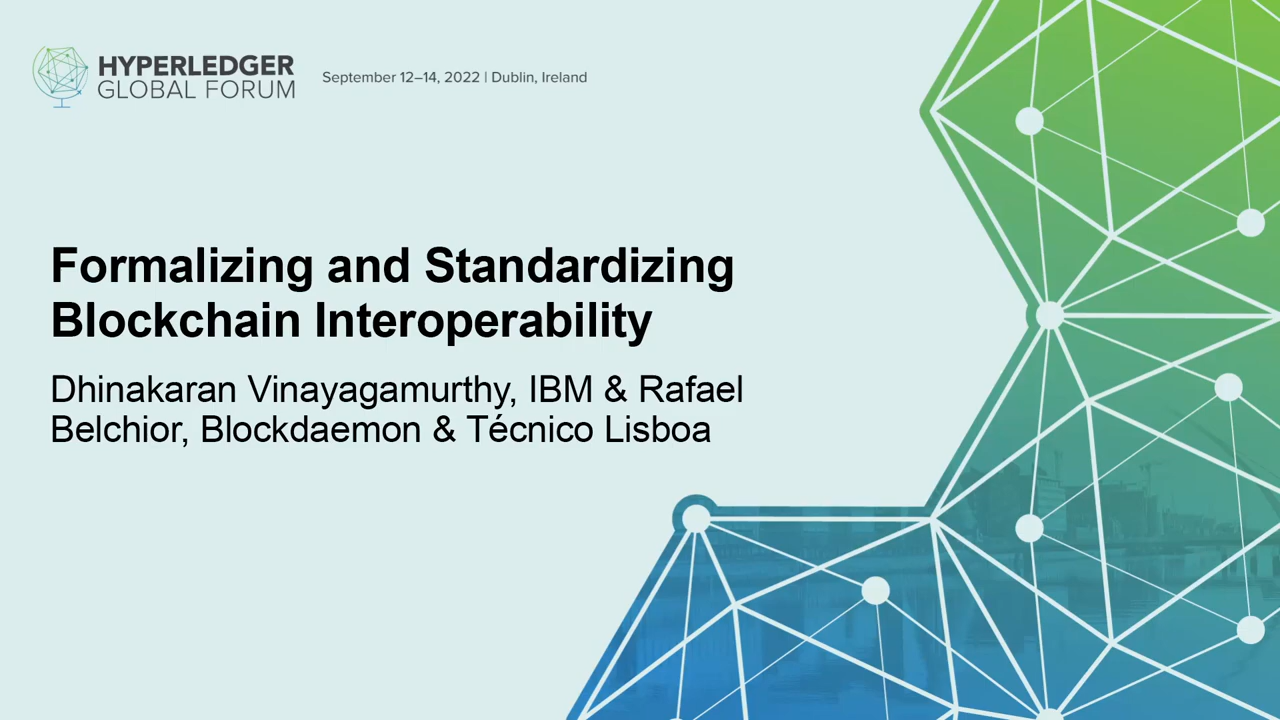 HYPERLEDGER
GLOBAL FORUM
September 12–14, 2022 | Dublin, Ireland
Formalizing and Standardizing
Blockchain Interoperability
Dhinakaran Vinayagamurthy, IBM & Rafael
Belchior, Blockdaemon & Técnico Lisboa